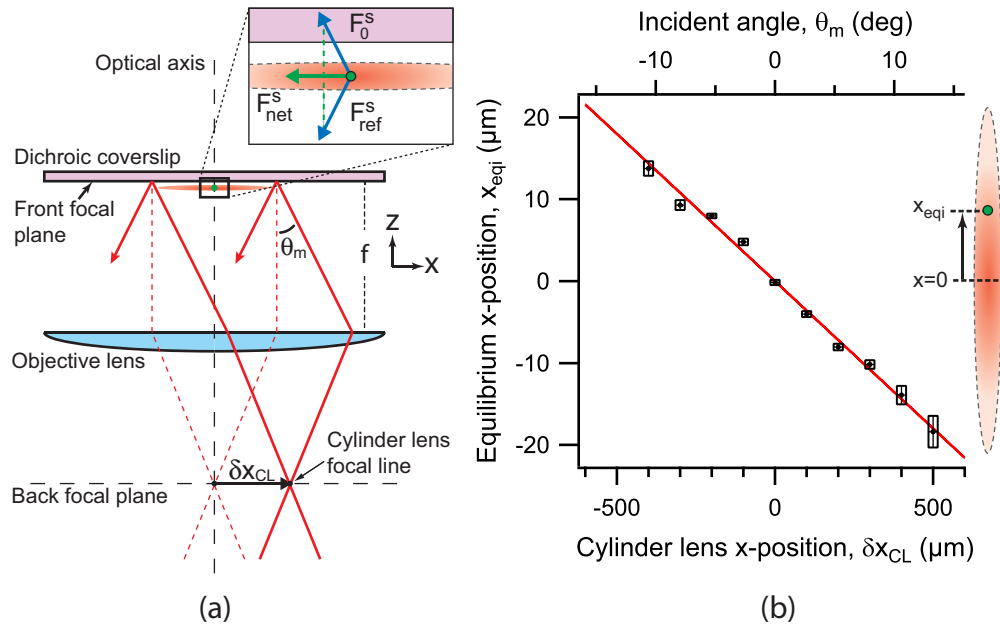 Optical axis
F₀ˢ
Fˢnet
Fˢref
Dichroic coverslip
Front focal
plane
θm
f
z
x
Objective lens
Cylinder lens
focal line
δxCL
Back focal plane
(a)
Incident angle, θm (deg)
-10
0
10
Equilibrium x-position, xeqi (μm)
20
10
0
-10
-20
-500
0
500
Cylinder lens x-position, δxCL (μm)
xeqi
x=0
(b)